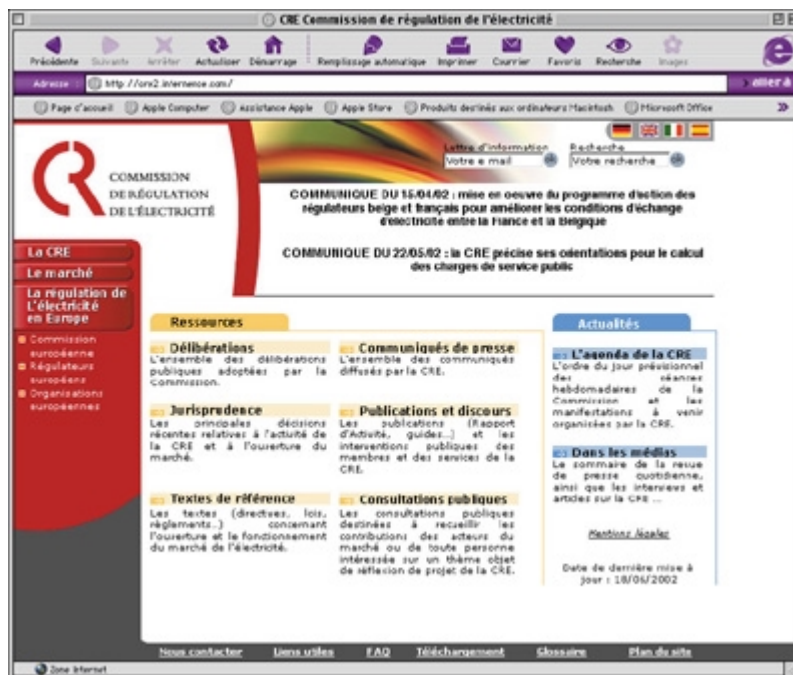 CRE Commission de régulation de l'électricité
Précédente Suivante Arrêter Actualiser Démarrage Remplissage automatique Imprimer Courrier Favoris Recherche Images
Adresse : http://cre2.internence.com/ aller à
Page d'accueil Apple Computer Assistance Apple Apple Store Produits destinés aux ordinateurs Macintosh Microsoft Office
Lettre d'information Recherche
Votre e mail ok Votre recherche ok
CR
COMMISSION
DE RÉGULATION
DE L'ÉLECTRICITÉ
COMMUNIQUE DU 15/04/02 : mise en oeuvre du programme d'action des
régulateurs belge et français pour améliorer les conditions d'échange
d'électricité entre la France et la Belgique
COMMUNIQUE DU 22/05/02 : la CRE précise ses orientations pour le calcul
des charges de service public
La CRE
Le marché
La régulation de
L'électricité
en Europe
Commission
européenne
Régulateurs
européens
Organisations
européennes
Ressources
Délibérations
L'ensemble des délibérations
publiques adoptées par la
Commission.
Communiqués de presse
L'ensemble des communiqués
diffusés par la CRE.
Jurisprudence
Les principales décisions
récentes relatives à l'activité de
la CRE et à l'ouverture du
marché.
Publications et discours
Les publications (Rapport
d'Activité, guides...) et les
interventions publiques des
membres et des services de la
CRE.
Textes de référence
Les textes (directives, lois,
règlements..) concernant
l'ouverture et le fonctionnement
du marché de l'électricité.
Consultations publiques
Les consultations publiques
destinées à recueillir les
contributions des acteurs du
marché ou de toute personne
intéressée sur un thème objet
de réflexion de projet de la CRE.
Actualités
L'agenda de la CRE
L'ordre du jour prévisionnel
des séances
hebdomadaires de la
Commission et les
manifestations à venir
organisées par la CRE.
Dans les médias
Le sommaire de la revue
de presse quotidienne,
ainsi que les interviews et
articles sur la CRE ...
Mentions légales
Date de dernière mise à
jour : 18/06/2002
Nous contacter Liens utiles FAQ Téléchargement Glossaire Plan du site
Zone Internet